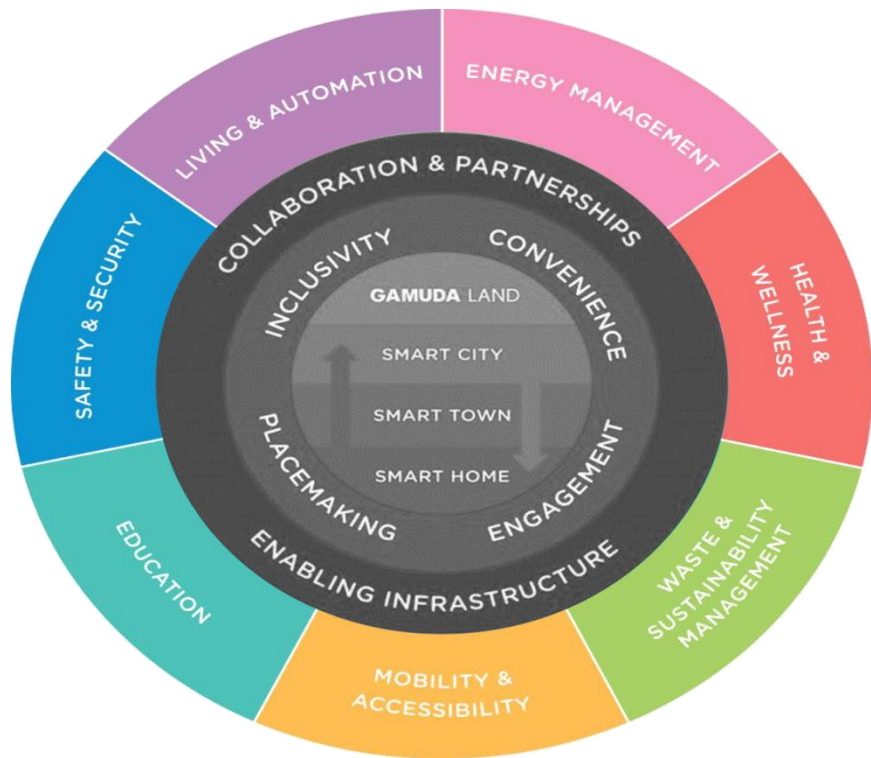 LIVING & AUTOMATION
ENERGY MANAGEMENT
HEALTH &
WELLNESS
WASTE &
SUSTAINABILITY
MANAGEMENT
MOBILITY &
ACCESSIBILITY
EDUCATION
SAFETY & SECURITY
COLLABORATION & PARTNERSHIPS
ENABLING INFRASTRUCTURE
INCLUSIVITY
CONVENIENCE
ENGAGEMENT
PLACEMAKING
GAMUDA LAND
SMART CITY
SMART TOWN
SMART HOME